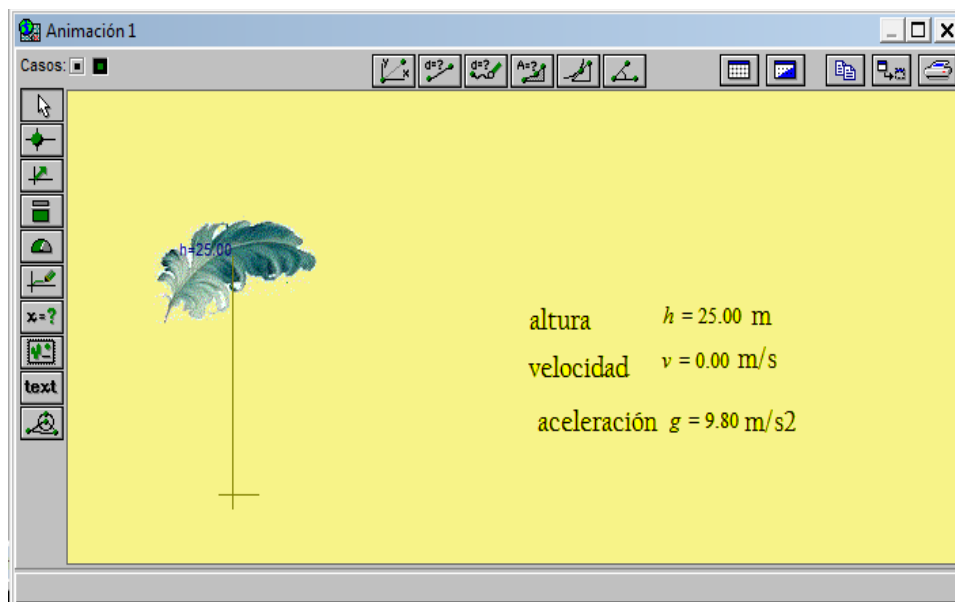 Animación 1
Casos:
y x d=? d=? A=?
x=?
text
h=25.00
altura h = 25.00 m
velocidad v = 0.00 m/s
aceleración g = 9.80 m/s2